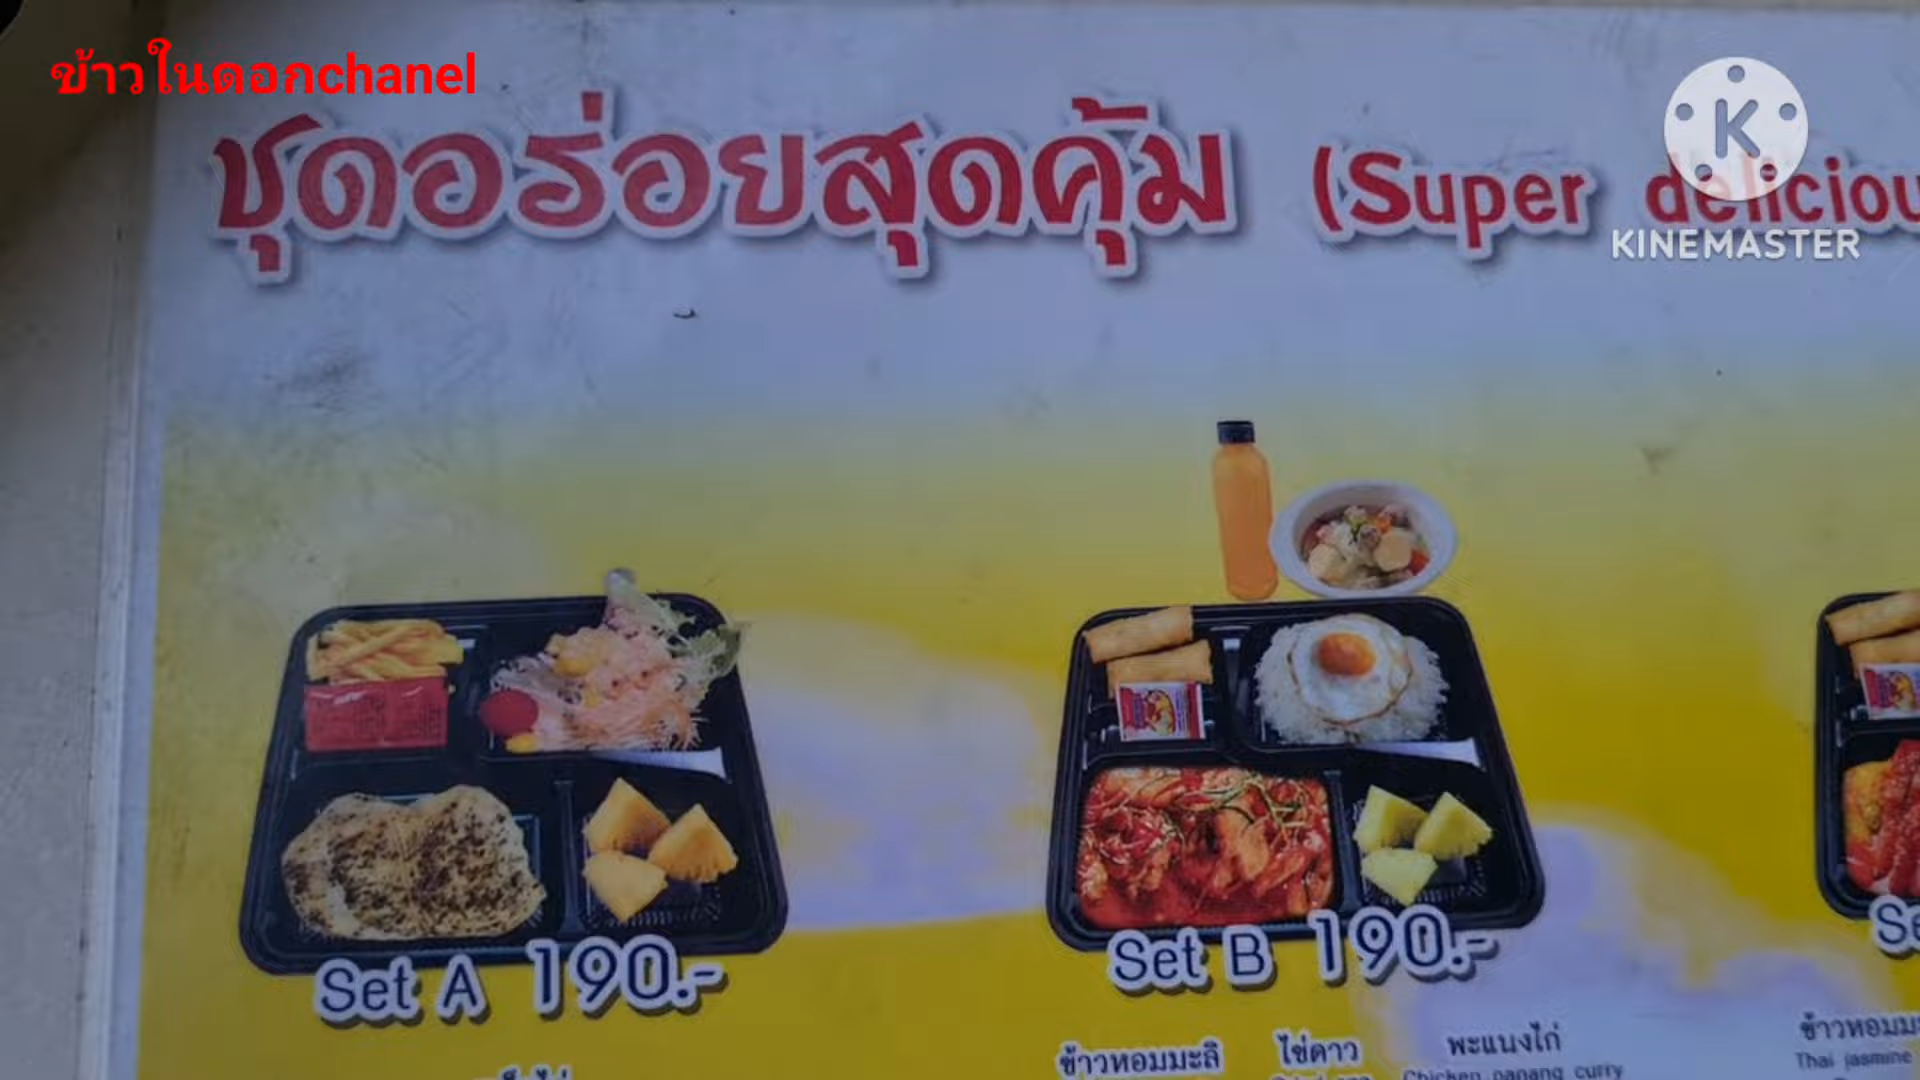 ข้าวในดอกchanel
K
KINEMASTER
ชุดอร่อยสุดคุ้ม (Super deliciou
Set A 190.-
Set B 190.-
Se
ข้าวหอมมะลิ ไข่ดาว พะแนงไก่
Chicken panang curry
ข้าวหอมม
Thai jasmine